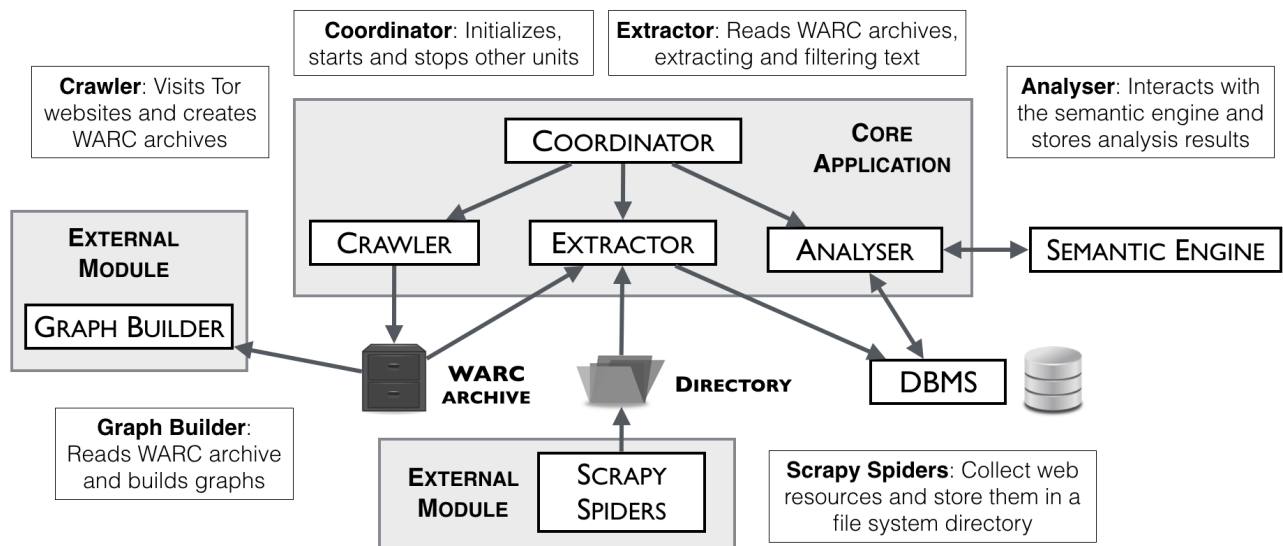 Coordinator: Initializes,
starts and stops other units
Extractor: Reads WARC archives,
extracting and filtering text
Crawler: Visits Tor
websites and creates
WARC archives
Analyser: Interacts with
the semantic engine and
stores analysis results
CORE
APPLICATION
COORDINATOR
CRAWLER
EXTRACTOR
ANALYSER
SEMANTIC ENGINE
EXTERNAL
MODULE
GRAPH BUILDER
WARC
ARCHIVE
DIRECTORY
DBMS
Graph Builder:
Reads WARC archive
and builds graphs
EXTERNAL
MODULE
SCRAPY
SPIDERS
Scrapy Spiders: Collect web
resources and store them in a
file system directory